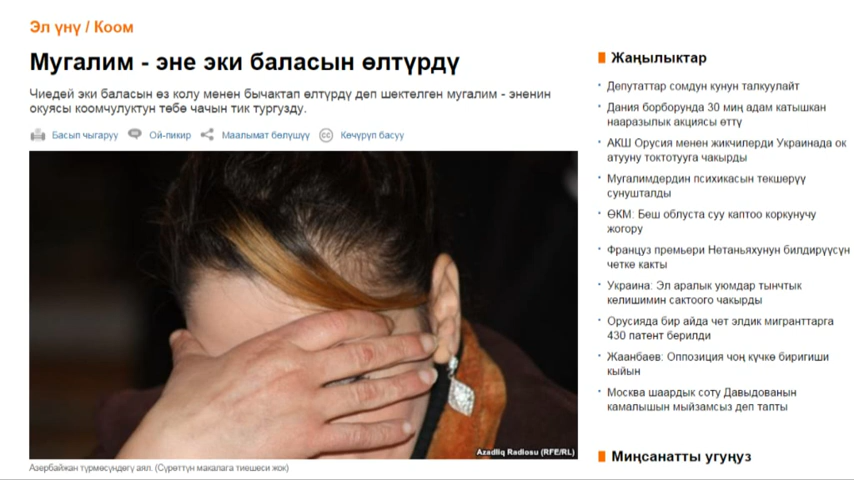 Эл үнү / Коом
Мугалим - эне эки баласын өлтүрдү
Чиедей эки баласын өз колу менен бычактап өлтүрдү деп шектелген мугалим - эненин
окуясы коомчулуктун төбө чачын тик тургузду.
Басып чыгаруу Ой-пикир Маалымат бөлүшүү Көчүрүп басуу
Azadliq Radiosu (RFE/RL)
Азербайжан түрмөсүндөгү аял. (Сүрөттүн макалага тиешеси жок)
Жаңылыктар
Депутаттар сомдун кунун талкуулайт
Дания борборунда 30 миң адам катышкан
нааразылык акциясы өттү
АКШ Орусия менен жикчилерди Украинада ок
атууну токтотууга чакырды
Мугалимдердин психикасын текшерүү
сунушталды
ӨКМ: Беш облуста суу каптоо коркунучу
жогору
Француз премьери Нетаньяхунун билдирүүсүн
четке какты
Украина: Эл аралык уюмдар тынчтык
келишимин сактоого чакырды
Орусияда бир айда чет элдик мигранттарга
430 патент берилди
Жаанбаев: Оппозиция чоң күчкө биригиши
кыйын
Москва шаардык соту Давыдованын
камалышын мыйзамсыз деп тапты
Миңсанатты угуңуз